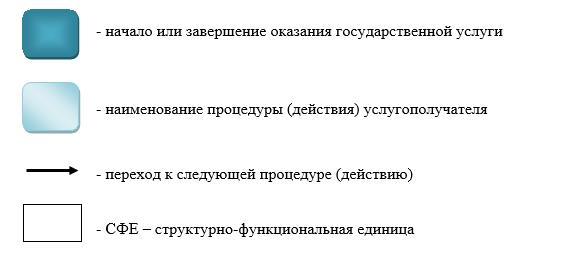 - начало или завершение оказания государственной услуги
- наименование процедуры (действия) услугополучателя
- переход к следующей процедуре (действию)
- СФЕ – структурно-функциональная единица